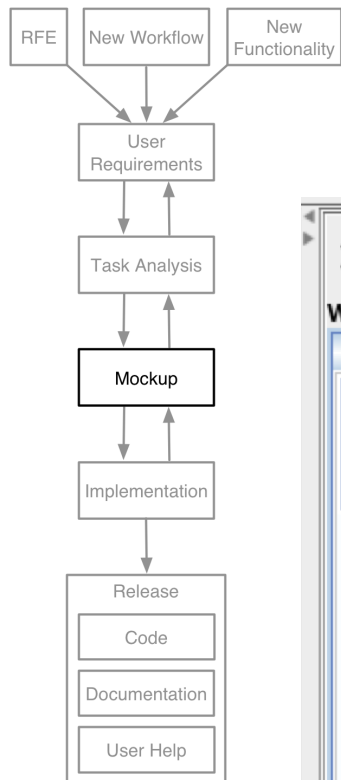 RFE
New Workflow
New
Functionality
User
Requirements
Task Analysis
Mockup
Implementation
Release
Code
Documentation
User Help